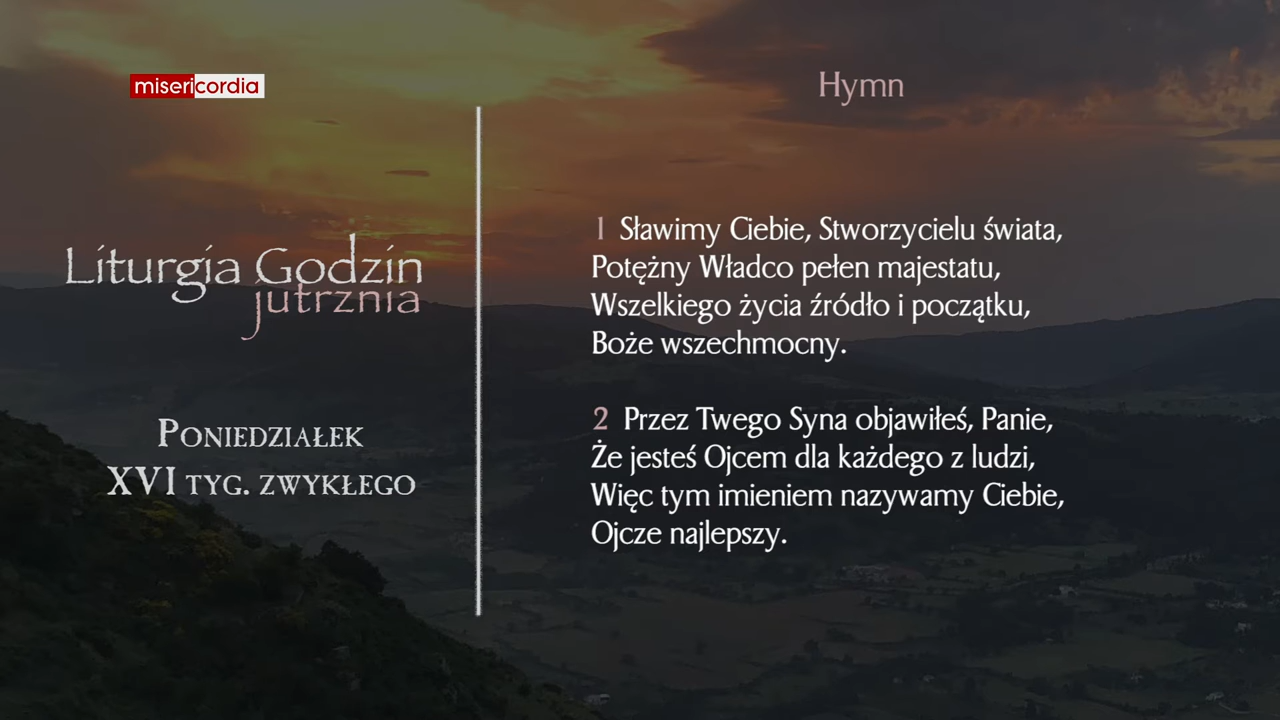 misericordia
Liturgia Godzin
jutrznia
Poniedziałek
XVI tyg. zwykłego
Hymn
1 Sławimy Ciebie, Stworzycielu świata,
Potężny Władco pełen majestatu,
Wszelkiego życia źródło i początku,
Boże wszechmocny.
2 Przez Twego Syna objawiłeś, Panie,
Że jesteś Ojcem dla każdego z ludzi,
Więc tym imieniem nazywamy Ciebie,
Ojcze najlepszy.